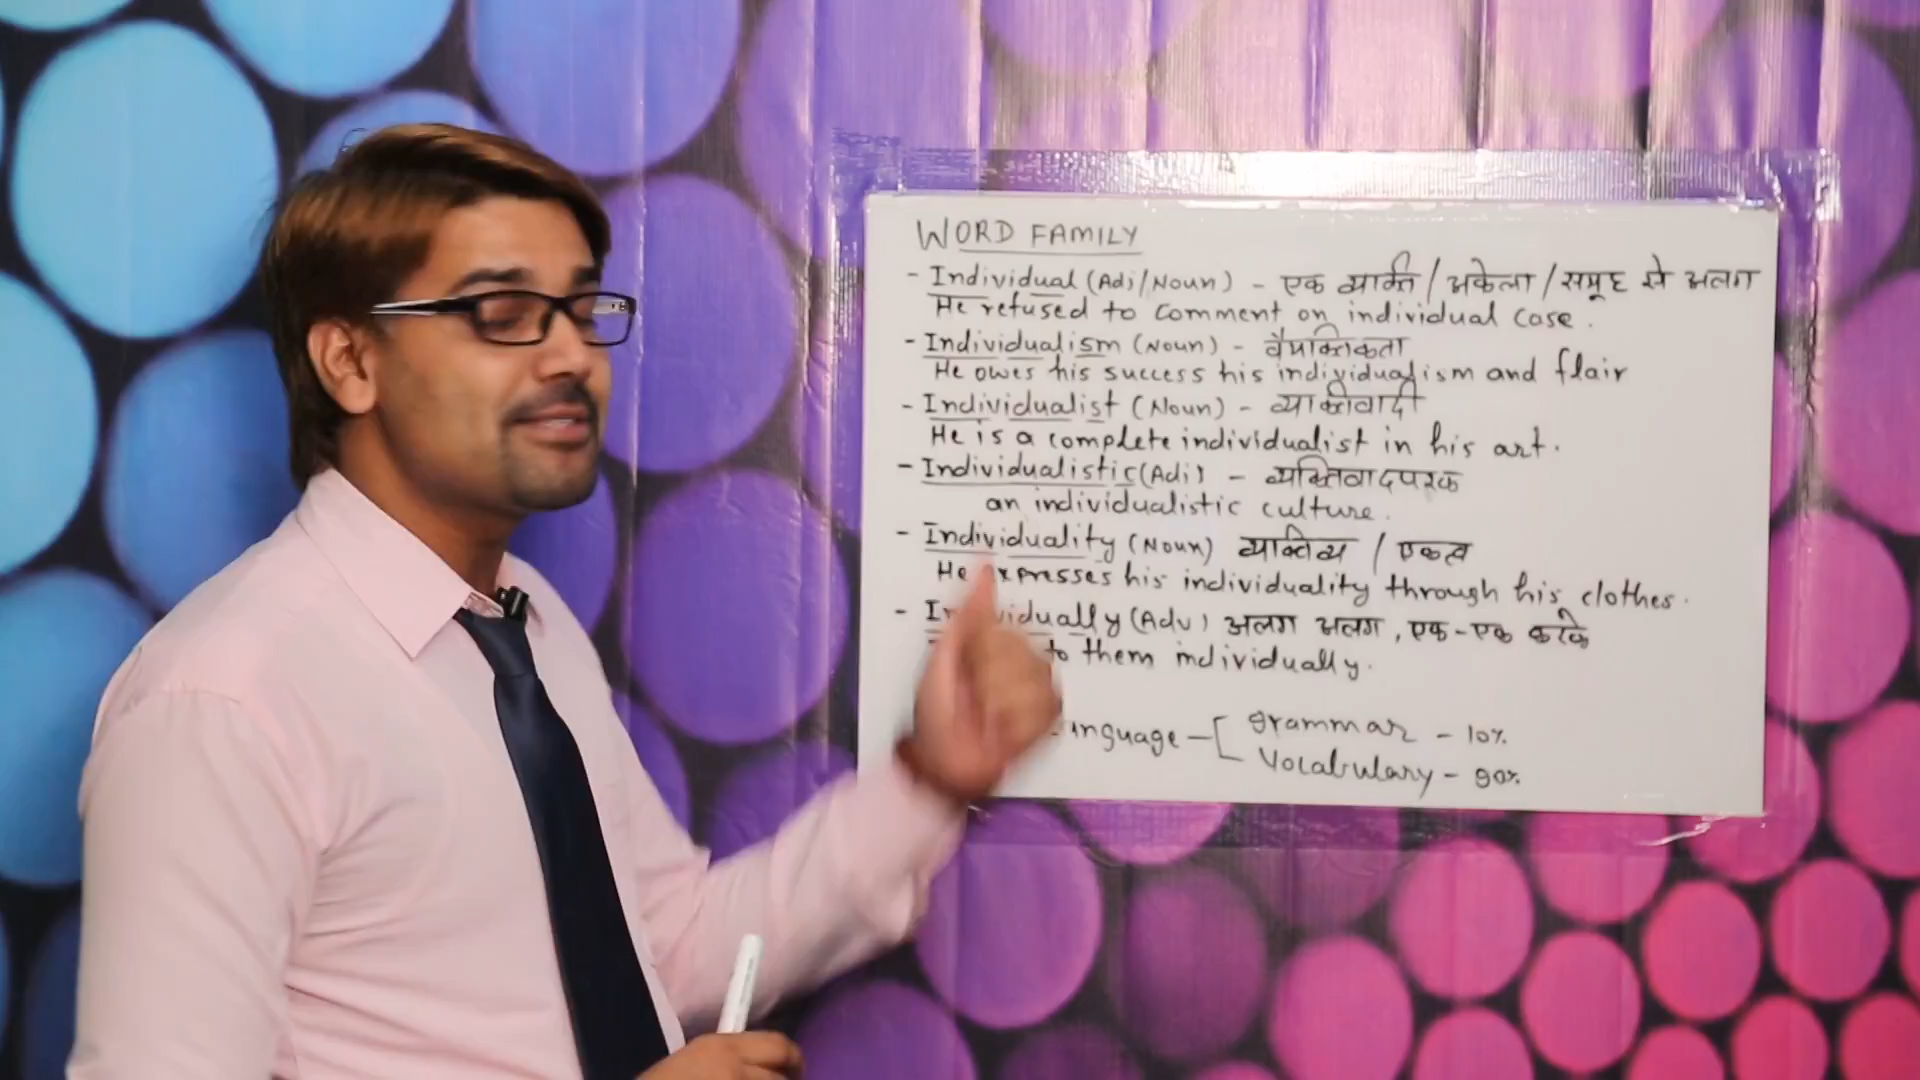 WORD FAMILY
- Individual (Adj/Noun) - एक व्यक्ति / अकेला / समूह से अलग
He refused to comment on individual case.
- Individualism (Noun) - वैयक्तिकता
He owes his success his individualism and flair
- Individualist (Noun) - व्यक्तिवादी
He is a complete individualist in his art.
- Individualistic (Adj) - व्यक्तिवादपरक
an individualistic culture.
- Individuality (Noun) / एकत्व
He expresses his individuality through his clothes.
- Individually (Adv) अलग अलग, एक-एक करके
to them individually.
grammar - 10%
Vocabulary - 90%